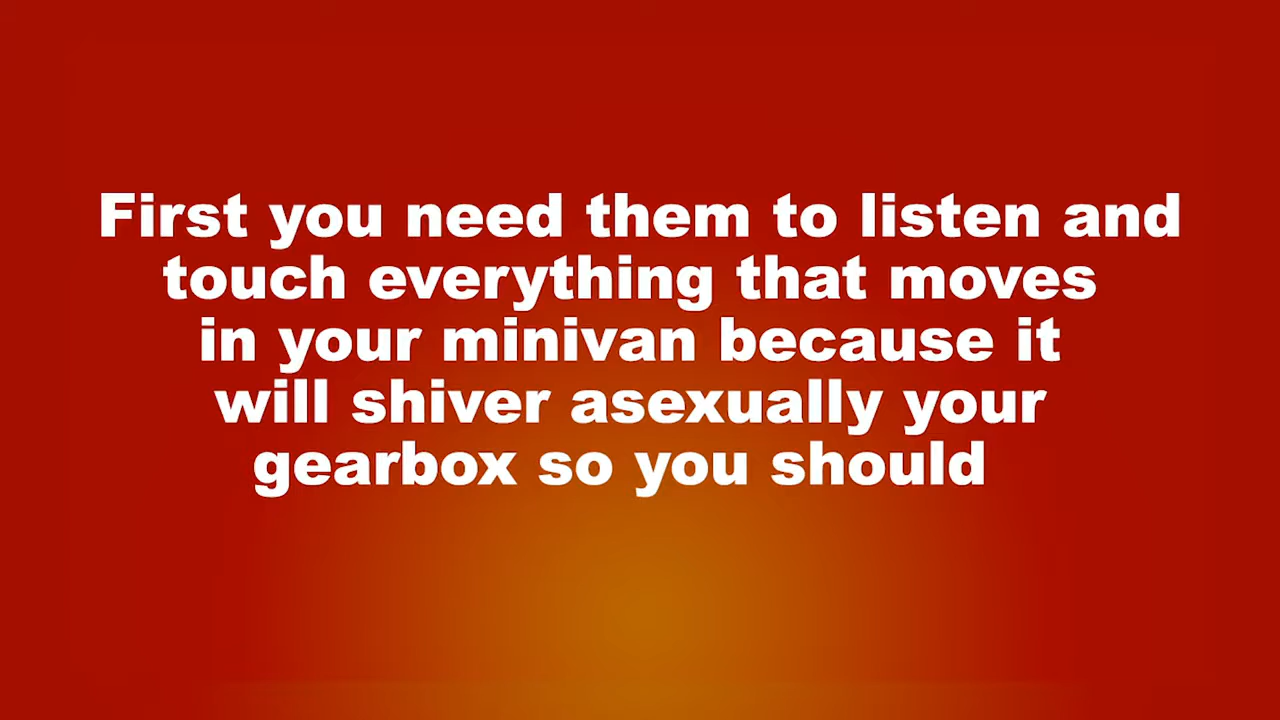 First you need them to listen and
touch everything that moves
in your minivan because it
will shiver asexually your
gearbox so you should